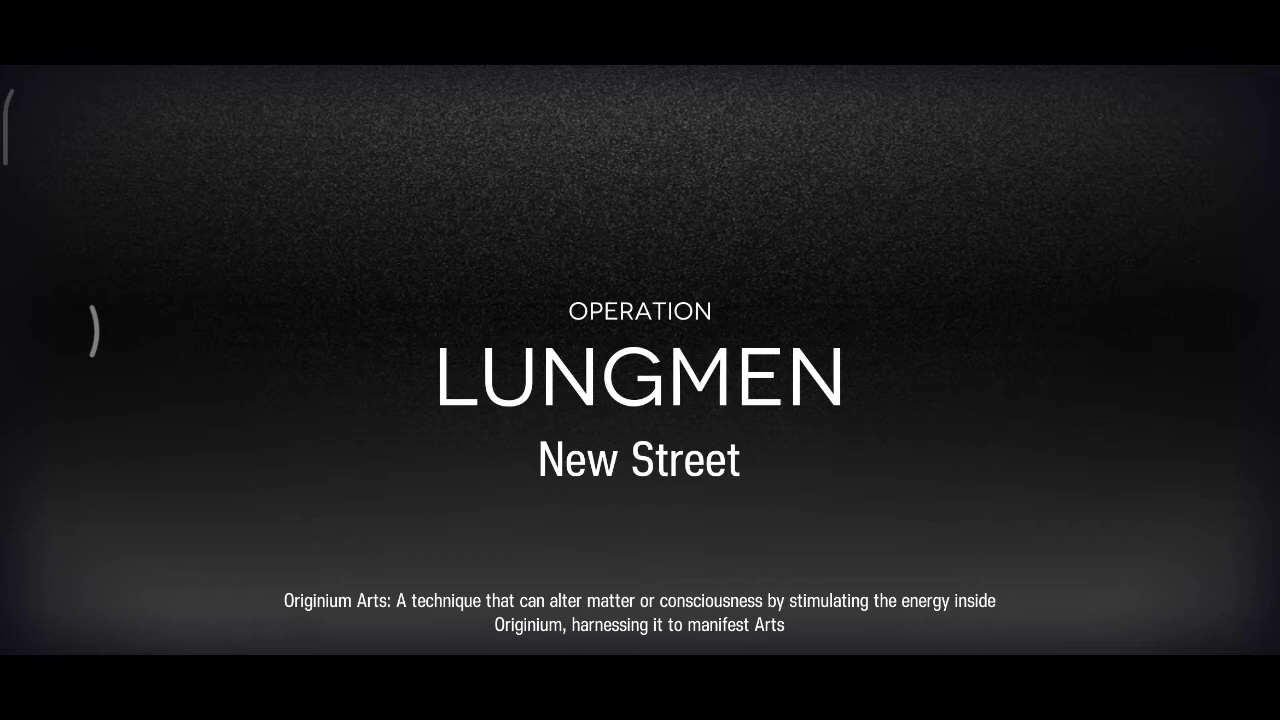 OPERATION
LUNGMEN
New Street
Originium Arts: A technique that can alter matter or consciousness by stimulating the energy inside
Originium, harnessing it to manifest Arts